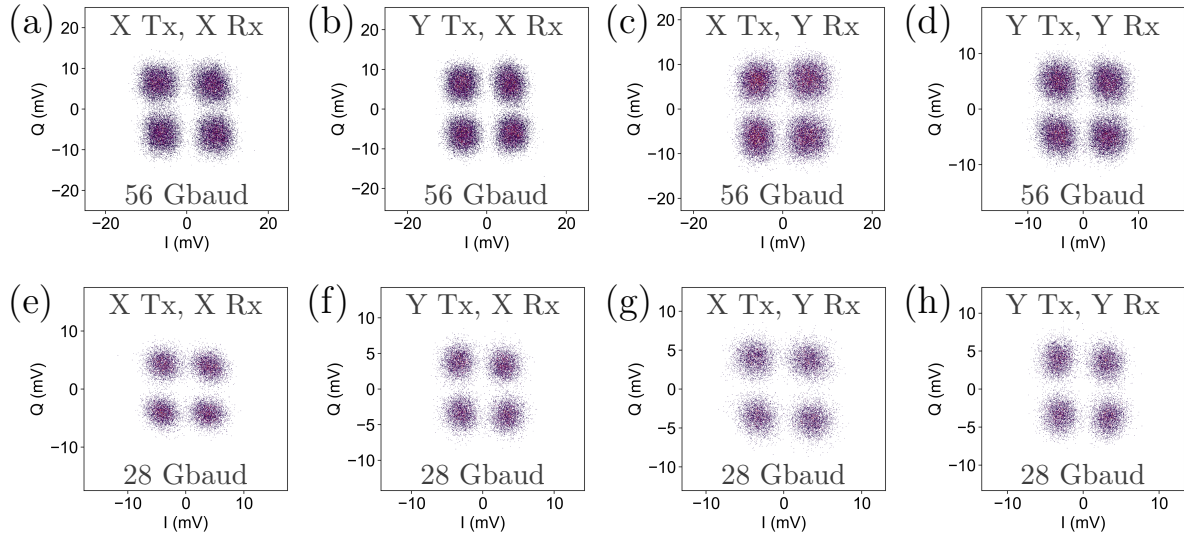 (a)
X Tx, X Rx
20
10
0
−10
−20
Q (mV)
56 Gbaud
−20
0
20
I (mV)
(b)
Y Tx, X Rx
20
10
0
−10
−20
Q (mV)
56 Gbaud
−20
0
20
I (mV)
(c)
X Tx, Y Rx
20
10
0
−10
−20
Q (mV)
56 Gbaud
−20
0
20
I (mV)
(d)
Y Tx, Y Rx
10
0
−10
Q (mV)
56 Gbaud
−10
0
10
I (mV)
(e)
X Tx, X Rx
10
0
−10
Q (mV)
28 Gbaud
−10
0
10
I (mV)
(f)
Y Tx, X Rx
10
5
0
−5
−10
Q (mV)
28 Gbaud
−10
0
10
I (mV)
(g)
X Tx, Y Rx
10
5
0
−5
−10
Q (mV)
28 Gbaud
−10
0
10
I (mV)
(h)
Y Tx, Y Rx
10
5
0
−5
−10
Q (mV)
28 Gbaud
−10
0
10
I (mV)